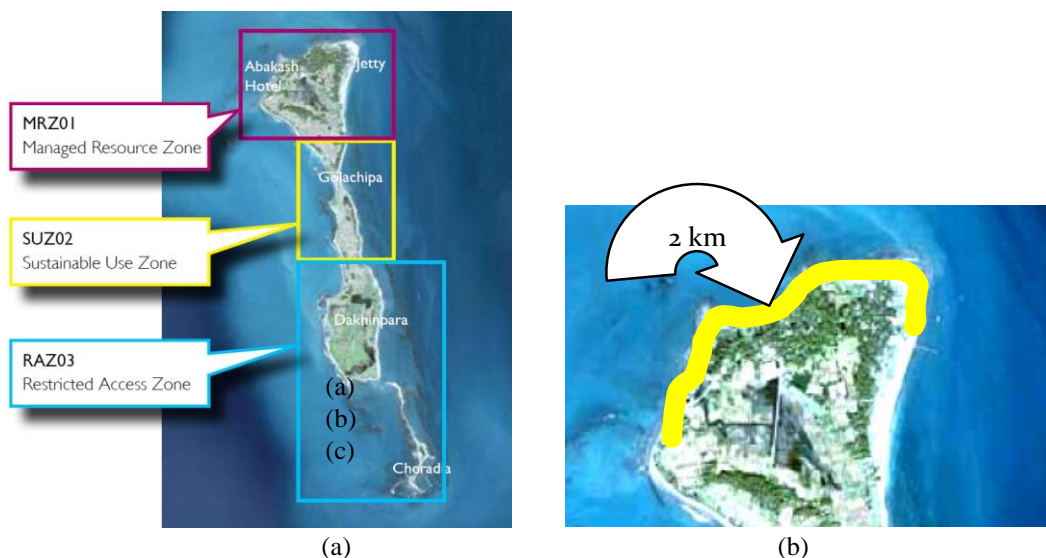 Abakash
Hotel
Jetty
MRZ01
Managed Resource Zone
Golachipa
SUZ02
Sustainable Use Zone
Dakhinpara
RAZ03
Restricted Access Zone
(a)
(b)
(c)
Choradia
2 km
(a)
(b)